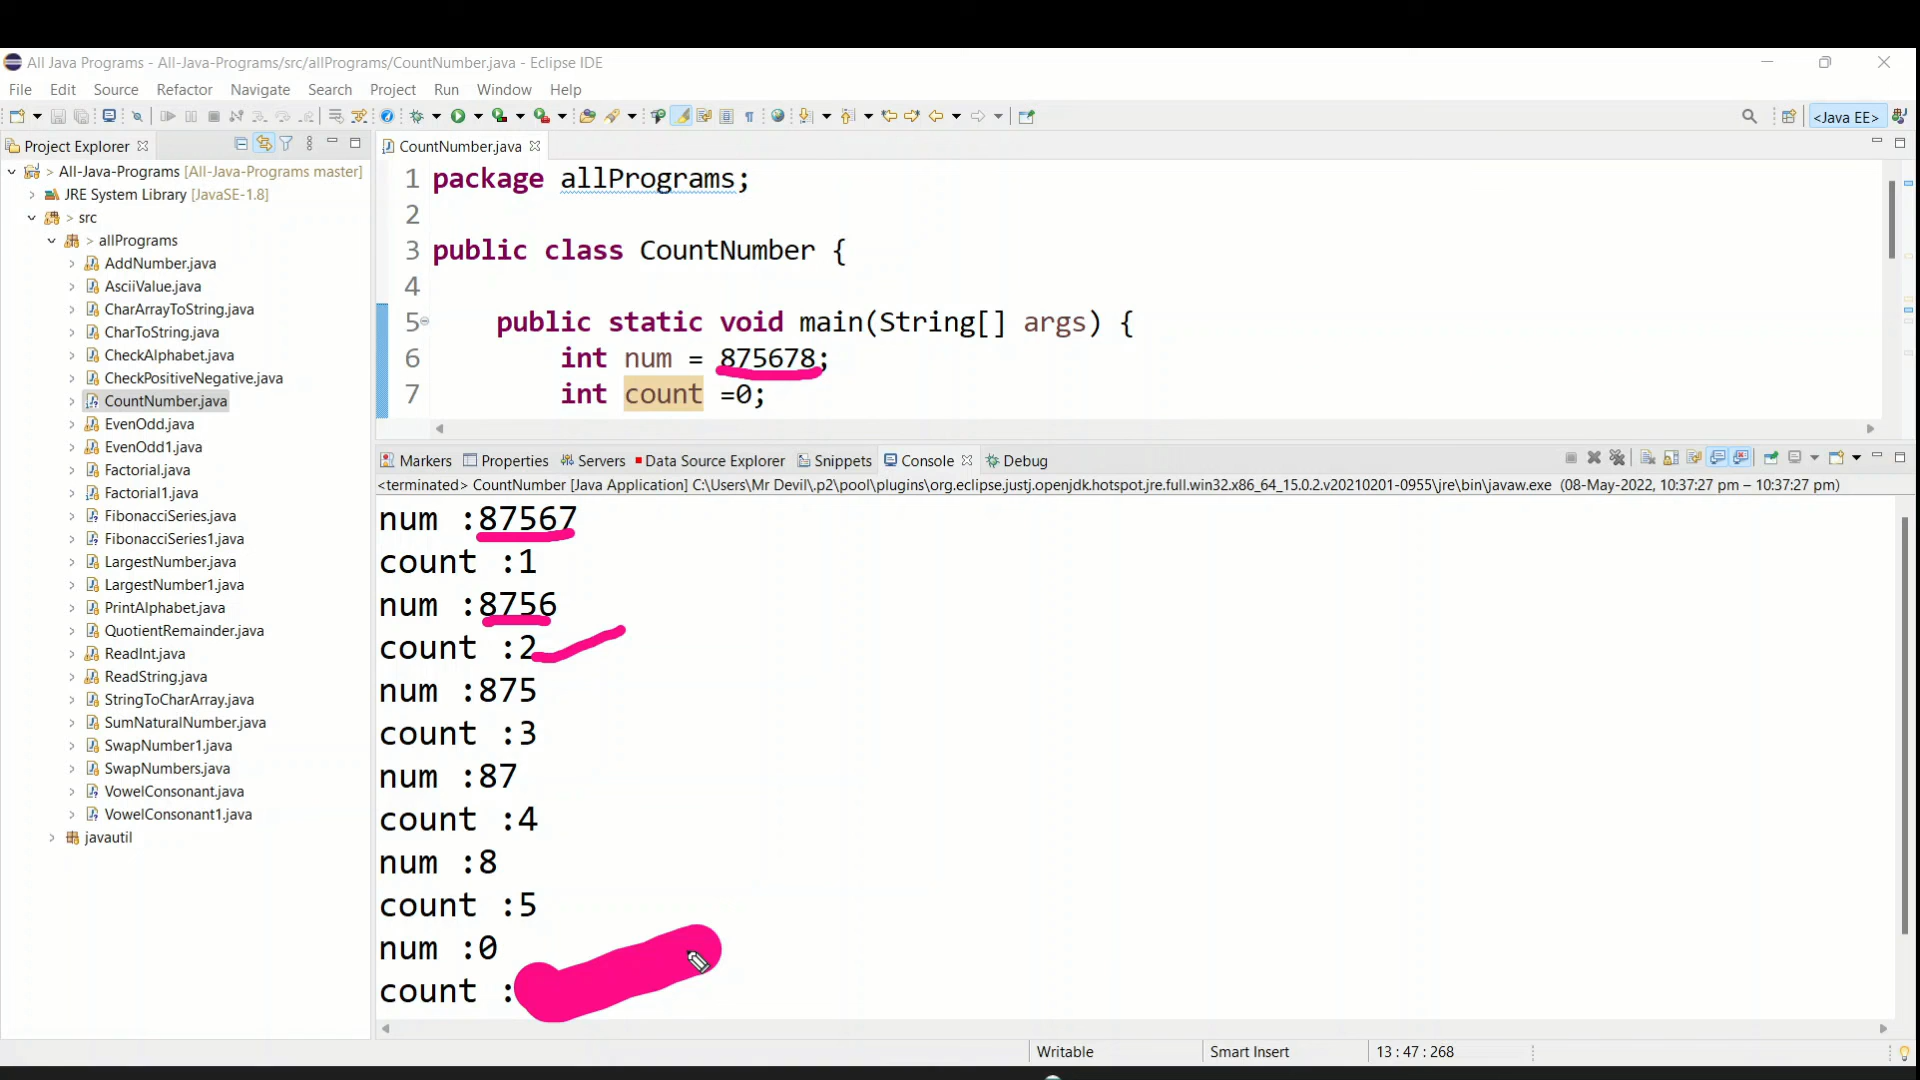 All Java Programs - All-Java-Programs/src/allPrograms/CountNumber.java - Eclipse IDE
File Edit Source Refactor Navigate Search Project Run Window Help
<Java EE>
Project Explorer
All-Java-Programs [All-Java-Programs master]
JRE System Library [JavaSE-1.8]
src
allPrograms
AddNumber.java
AsciiValue.java
CharArrayToString.java
CharToString.java
CheckAlphabet.java
CheckPositiveNegative.java
CountNumber.java
EvenOdd.java
EvenOdd1.java
Factorial.java
Factorial1.java
FibonacciSeries.java
FibonacciSeries1.java
LargestNumber.java
LargestNumber1.java
PrintAlphabet.java
QuotientRemainder.java
ReadInt.java
ReadString.java
StringToCharArray.java
SumNaturalNumber.java
SwapNumber1.java
SwapNumbers.java
VowelConsonant.java
VowelConsonant1.java
javautil
CountNumber.java
1 package allPrograms;
2
3 public class CountNumber {
4
5 public static void main(String[] args) {
6 int num = 875678;
7 int count =0;
Markers Properties Servers Data Source Explorer Snippets Console Debug
<terminated> CountNumber [Java Application] C:\Users\Mr Devil\.p2\pool\plugins\org.eclipse.justj.openjdk.hotspot.jre.full.win32.x86_64_15.0.2.v20210201-0955\jre\bin\javaw.exe (08-May-2022, 10:37:27 pm – 10:37:27 pm)
num :87567
count :1
num :8756
count :2
num :875
count :3
num :87
count :4
num :8
count :5
num :0
count :
Writable Smart Insert 13 : 47 : 268